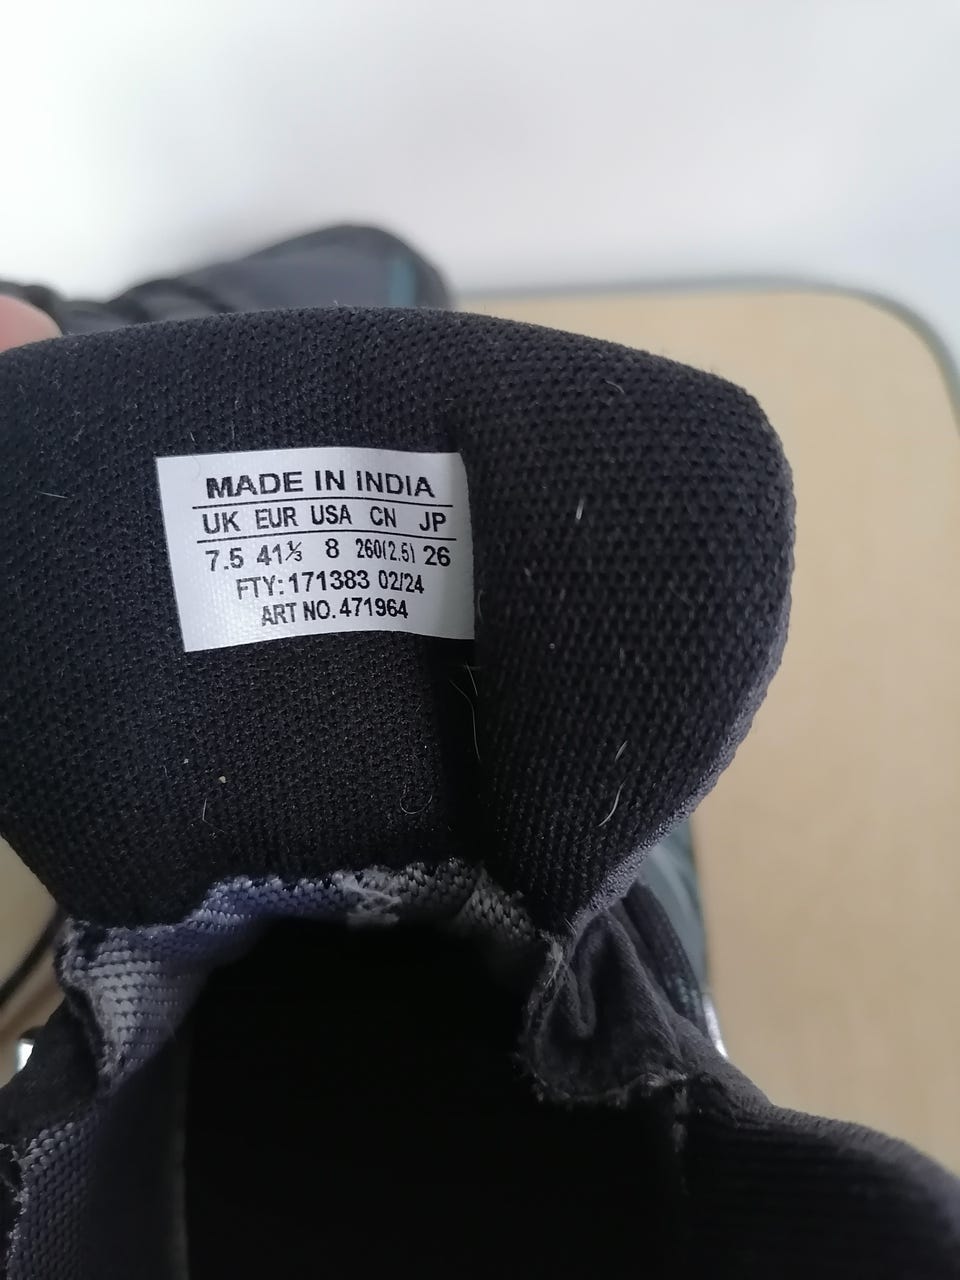 MADE IN INDIA
UK EUR USA CN JP
7.5 41⅓ 8 260(2.5) 26
FTY:171383 02/24
ART NO. 471964